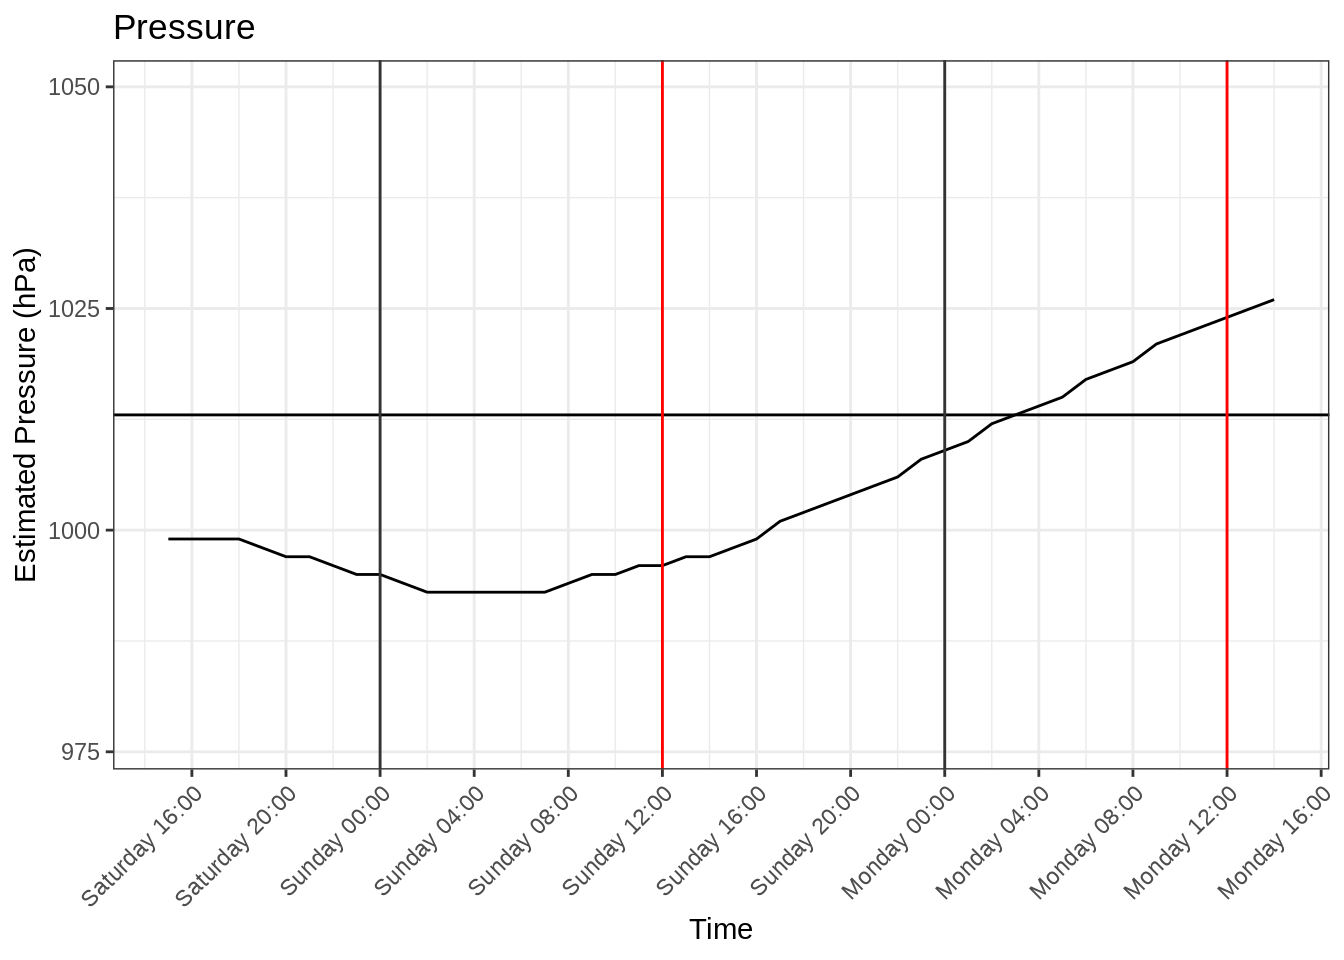 Pressure
Estimated Pressure (hPa)
1050
1025
1000
975
Saturday 16:00
Saturday 20:00
Sunday 00:00
Sunday 04:00
Sunday 08:00
Sunday 12:00
Sunday 16:00
Sunday 20:00
Monday 00:00
Monday 04:00
Monday 08:00
Monday 12:00
Monday 16:00
Time